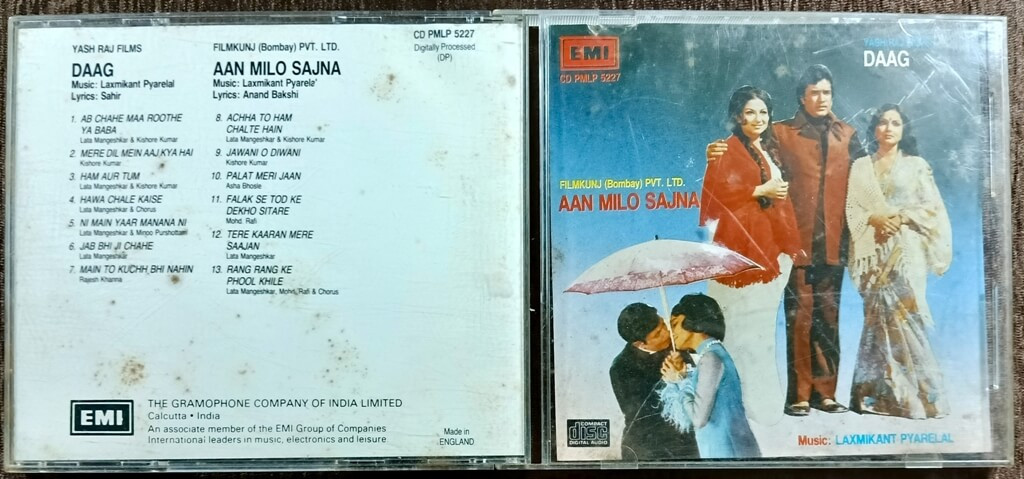 YASH RAJ FILMS
DAAG
Music: Laxmikant Pyarelal
Lyrics: Sahir
1. AB CHAHE MAA ROOTHE
YA BABA
Lata Mangeshkar & Kishore Kumar
2. MERE DIL MEIN AAJ KYA HAI
Kishore Kumar
3. HAM AUR TUM
Lata Mangeshkar & Kishore Kumar
4. HAWA CHALE KAISE
Lata Mangeshkar & Chorus
5. NI MAIN YAAR MANANA NI
Lata Mangeshkar & Minoo Purshottam
6. JAB BHI JI CHAHE
Lata Mangeshkar
7. MAIN TO KUCHH BHI NAHIN
Rajesh Khanna
FILMKUNJ (Bombay) PVT. LTD.
AAN MILO SAJNA
Music: Laxmikant Pyarela
Lyrics: Anand Bakshi
8. ACHHA TO HAM
CHALTE HAIN
Lata Mangeshkar & Kishore Kumar
9. JAWANI O DIWANI
Kishore Kumar
10. PALAT MERI JAAN
Asha Bhosle
11. FALAK SE TOD KE
DEKHO SITARE
Mohd. Rafi
12. TERE KAARAN MERE
SAAJAN
Lata Mangeshkar
13. RANG RANG KE
PHOOL KHILE
Lata Mangeshkar, Mohd. Rafi & Chorus
CD PMLP 5227
Digitally Processed
(DP)
EMI
THE GRAMOPHONE COMPANY OF INDIA LIMITED
Calcutta • India
An associate member of the EMI Group of Companies
International leaders in music, electronics and leisure
Made in
ENGLAND
EMI
CD PMLP 5227
DAAG
FILMKUNJ (Bombay) PVT. LTD.
AAN MILO SAJNA
COMPACT
disc
DIGITAL AUDIO
Music: LAXMIKANT PYARELAL